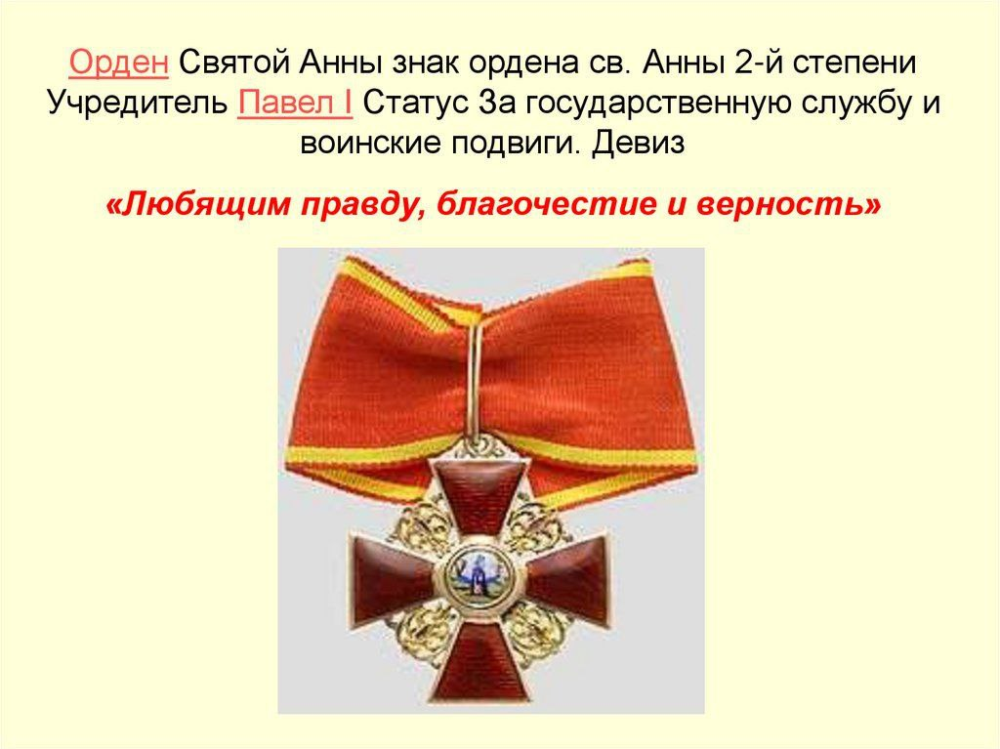 Орден Святой Анны знак ордена св. Анны 2-й степени
Учредитель Павел I Статус За государственную службу и
воинские подвиги. Девиз
«Любящим правду, благочестие и верность»